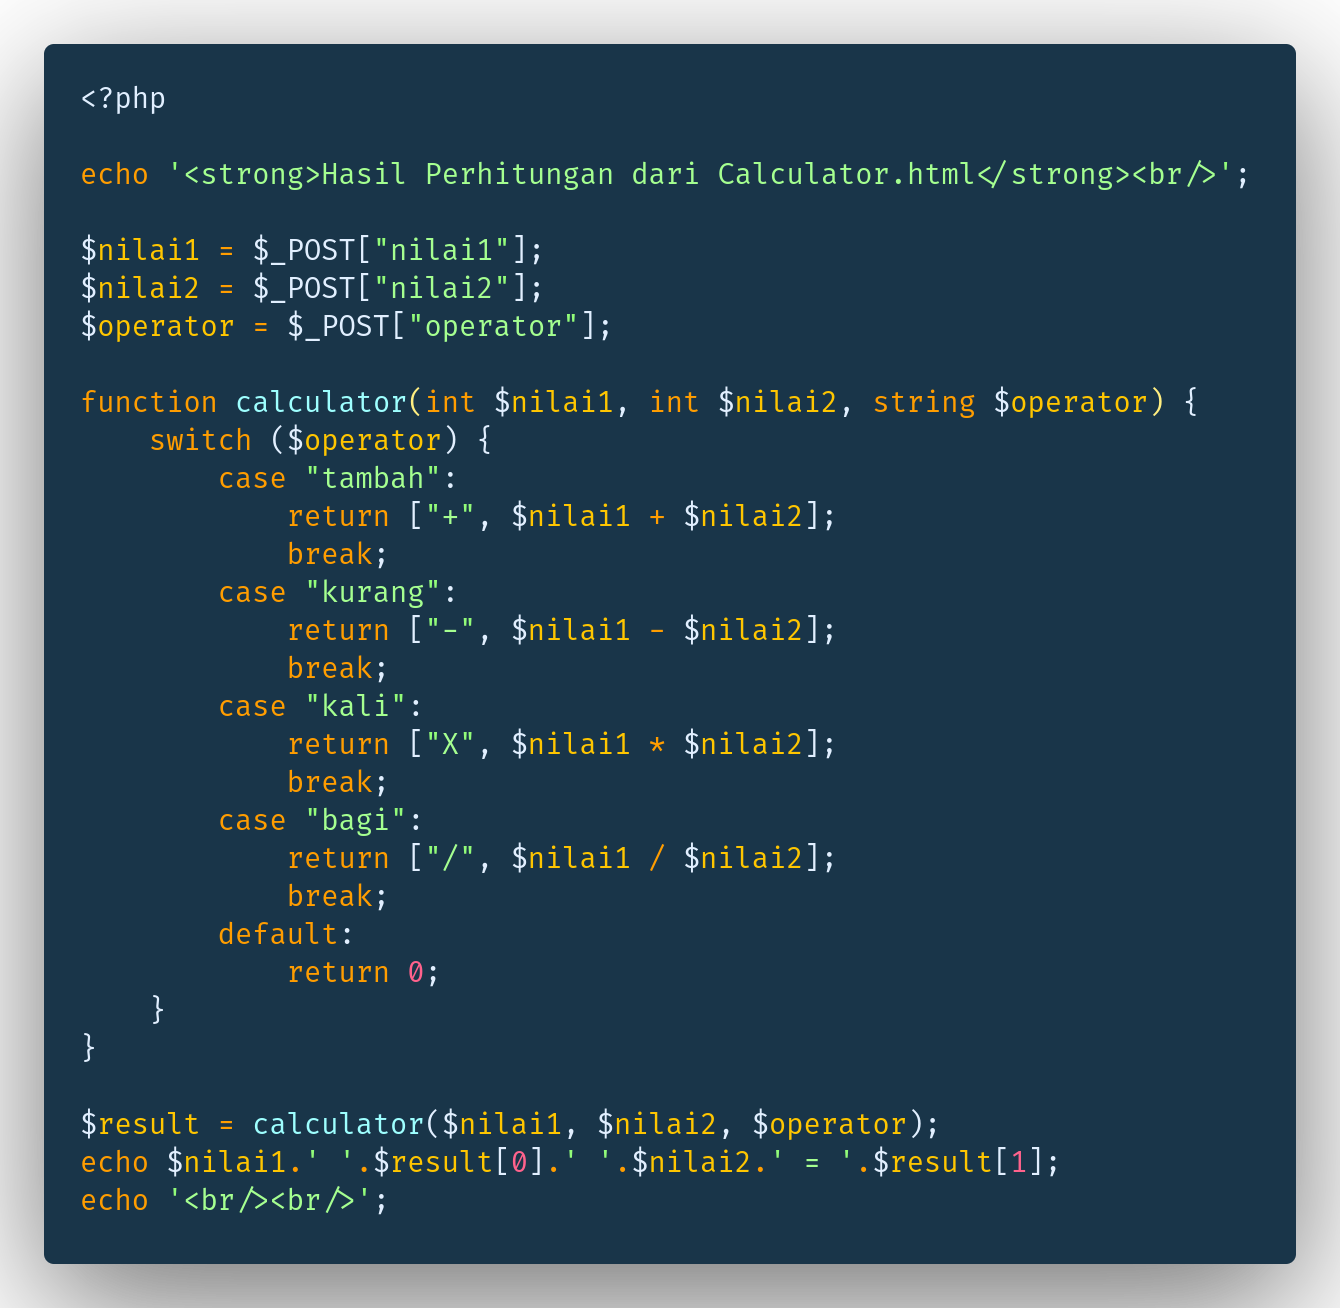 <?php
echo '<strong>Hasil Perhitungan dari Calculator.html</strong><br/>';
$nilai1 = $_POST["nilai1"];
$nilai2 = $_POST["nilai2"];
$operator = $_POST["operator"];
function calculator(int $nilai1, int $nilai2, string $operator) {
    switch ($operator) {
        case "tambah":
            return ["+", $nilai1 + $nilai2];
            break;
        case "kurang":
            return ["-", $nilai1 - $nilai2];
            break;
        case "kali":
            return ["X", $nilai1 * $nilai2];
            break;
        case "bagi":
            return ["/", $nilai1 / $nilai2];
            break;
        default:
            return 0;
    }
}
$result = calculator($nilai1, $nilai2, $operator);
echo $nilai1.' '.$result[0].' '.$nilai2.' = '.$result[1];
echo '<br/><br/>';